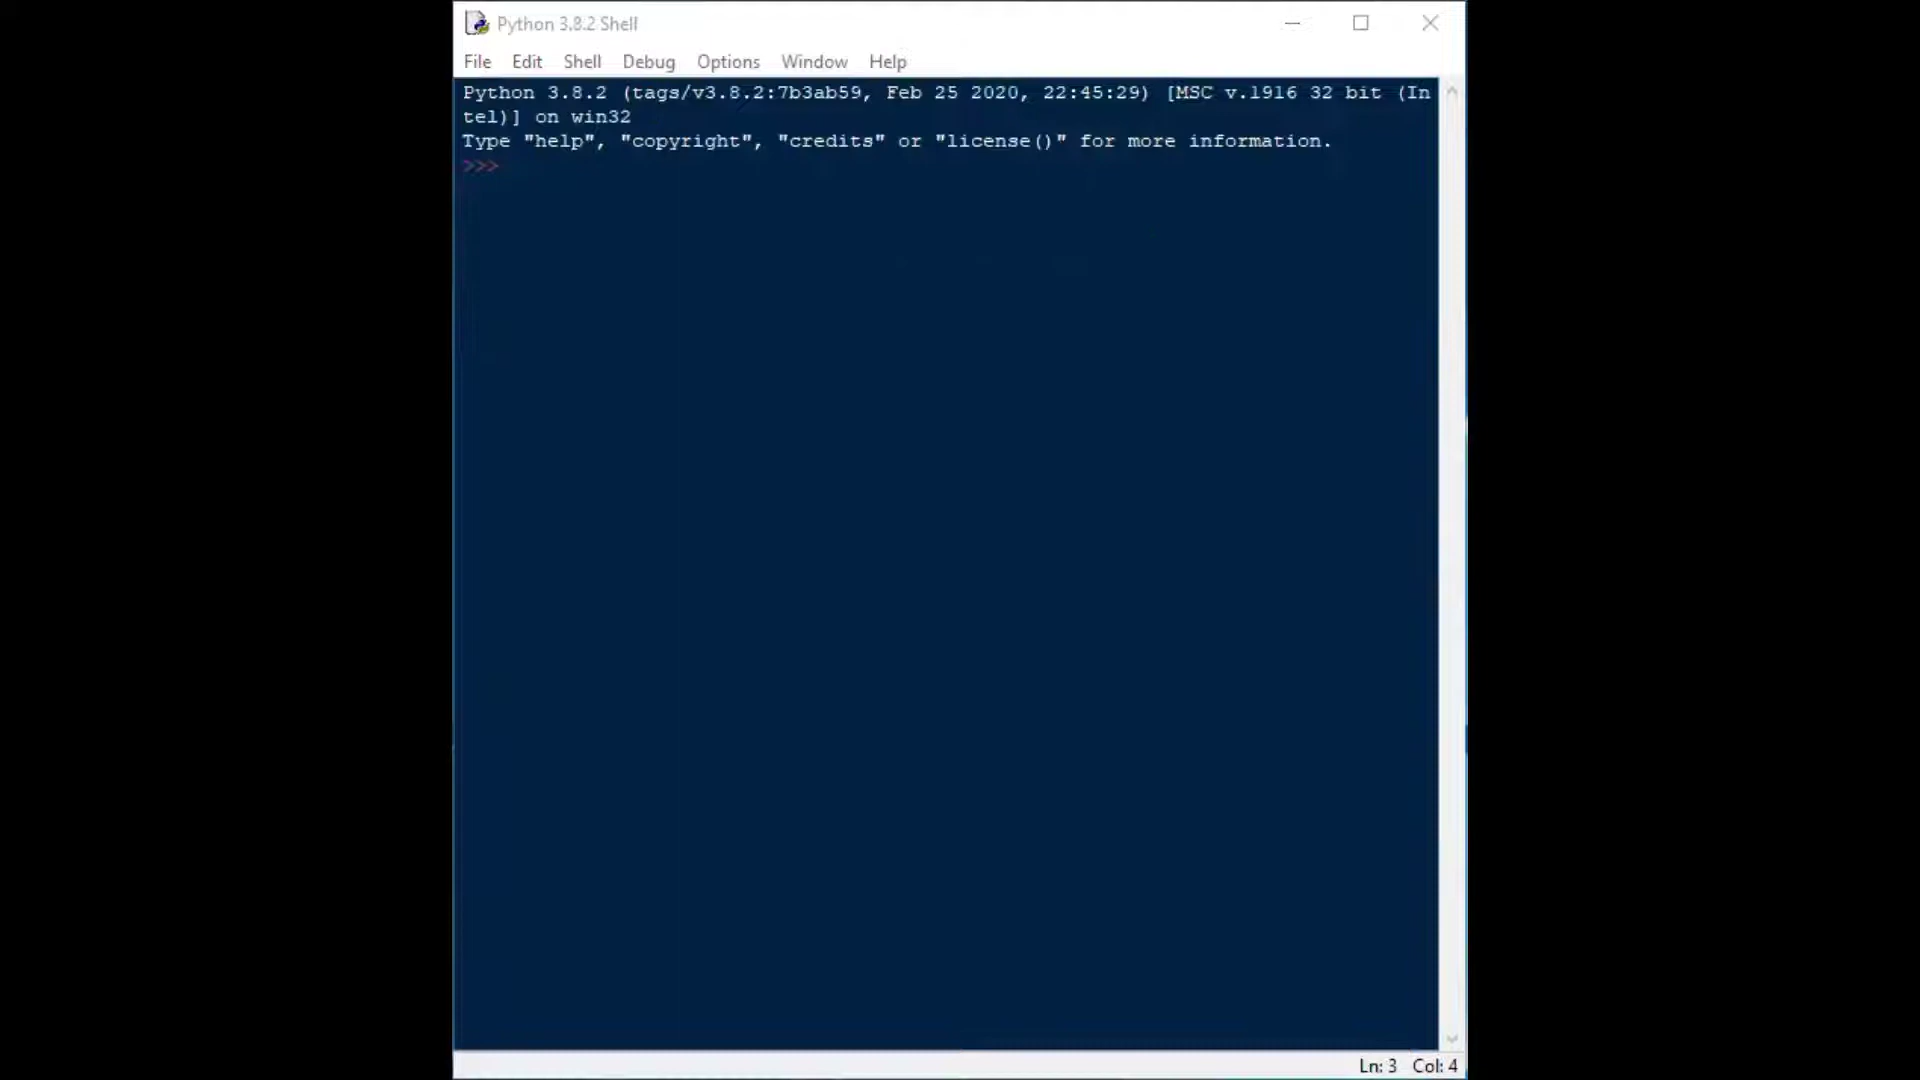 Python 3.8.2 Shell
File Edit Shell Debug Options Window Help
Python 3.8.2 (tags/v3.8.2:7b3ab59, Feb 25 2020, 22:45:29) [MSC v.1916 32 bit (In
tel)] on win32
Type "help", "copyright", "credits" or "license()" for more information.
>>>
Ln: 3 Col: 4